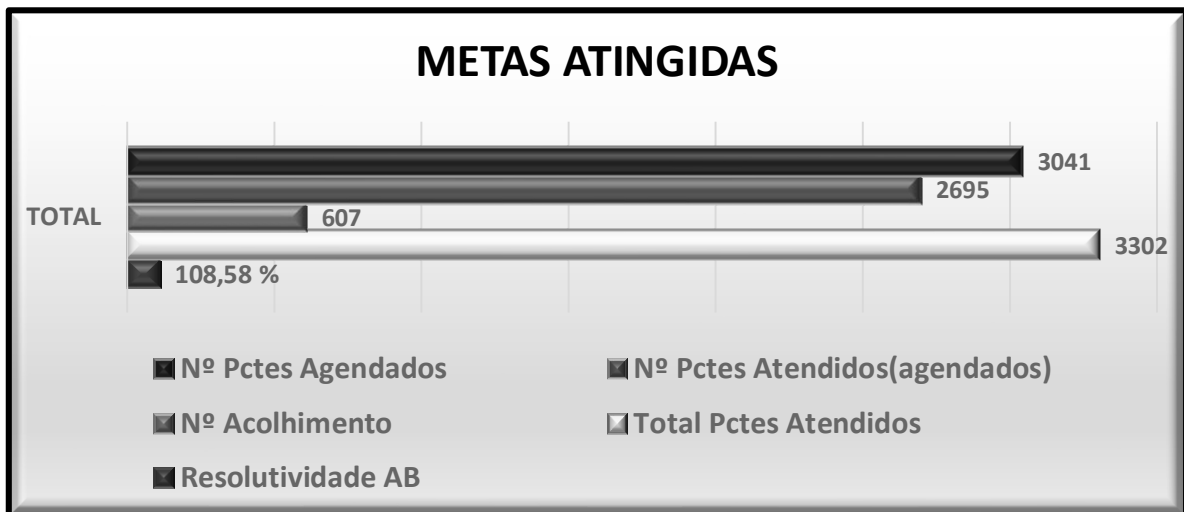 METAS ATINGIDAS
3041
2695
TOTAL
607
3302
108,58 %
Nº Pctes Agendados
Nº Pctes Atendidos(agendados)
Nº Acolhimento
Total Pctes Atendidos
Resolutividade AB